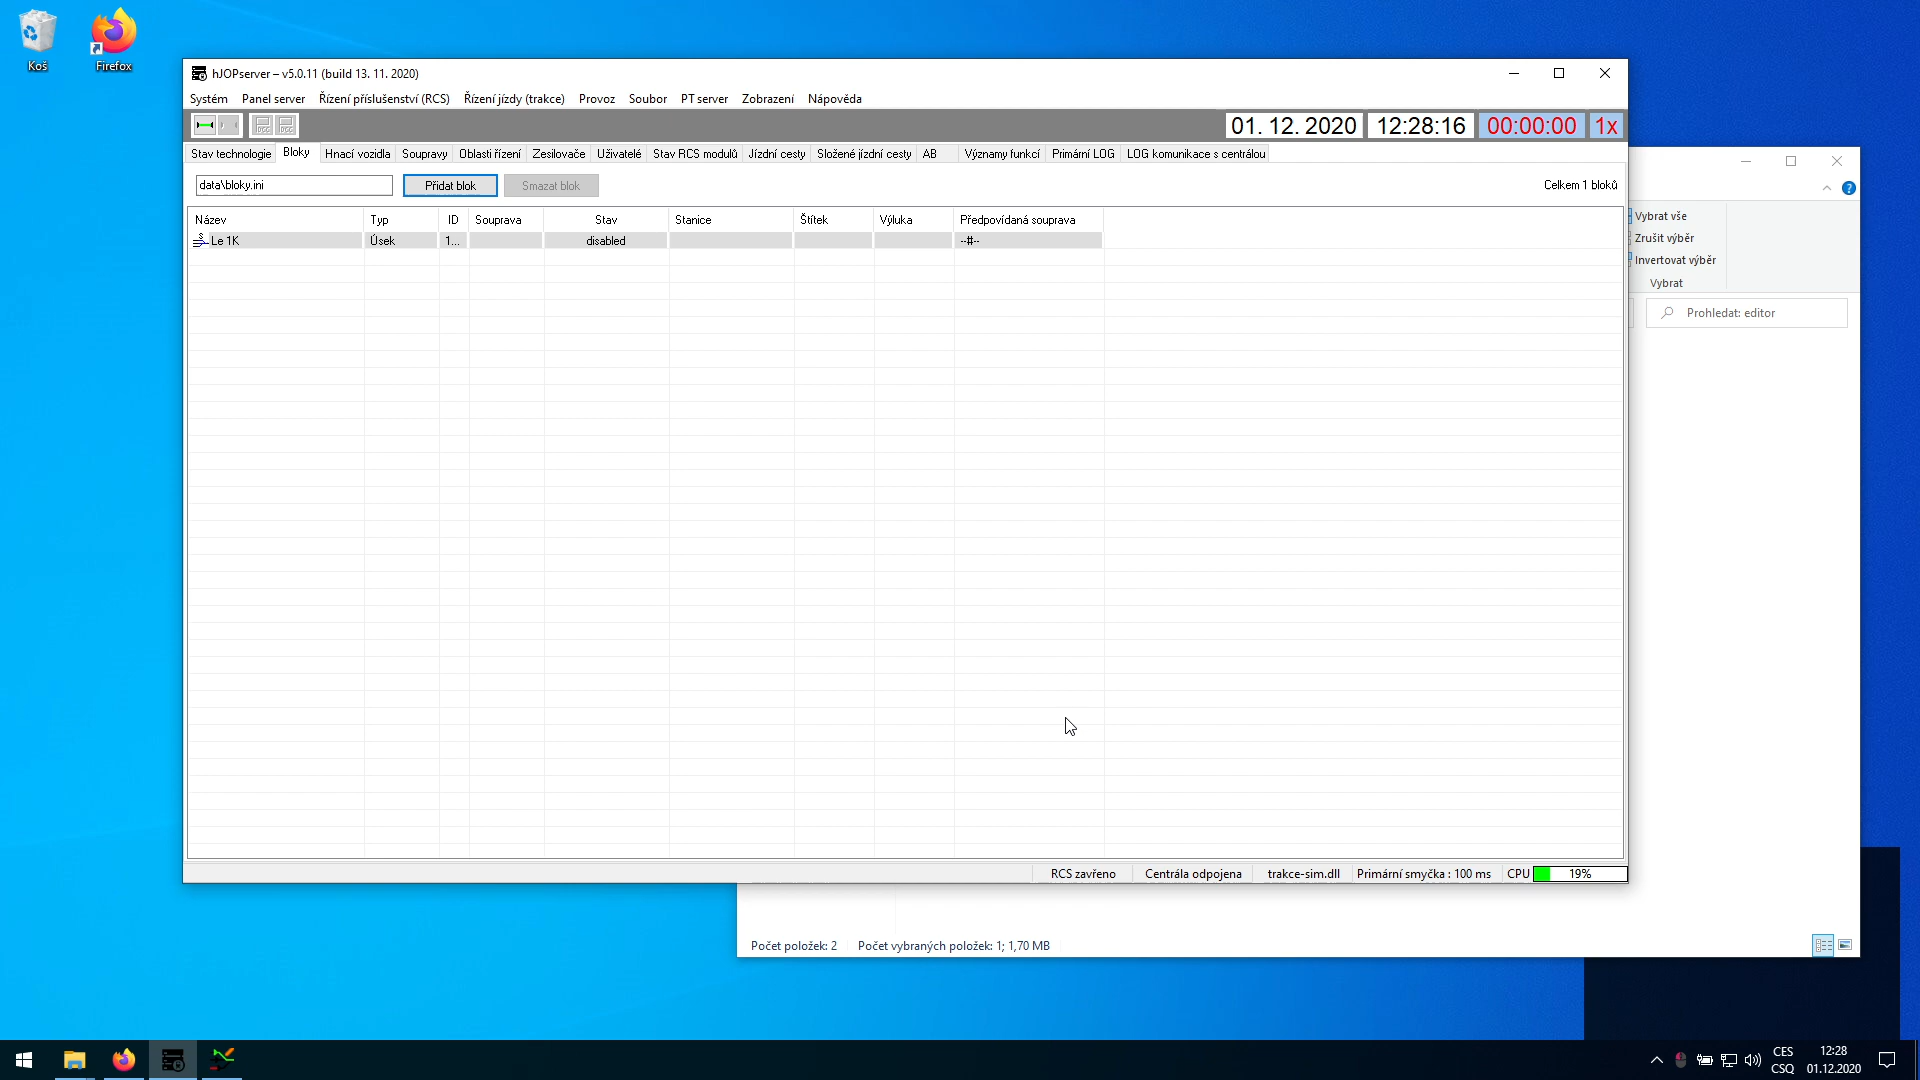 Koš
Firefox
hJOPserver – v5.0.11 (build 13. 11. 2020)
Systém Panel server Řízení příslušenství (RCS) Řízení jízdy (trakce) Provoz Soubor PT server Zobrazení Nápověda
01. 12. 2020 12:28:16 00:00:00 1x
Stav technologie Bloky Hnací vozidla Soupravy Oblasti řízení Zesilovače Uživatelé Stav RCS modulů Jízdní cesty Složené jízdní cesty AB Významy funkcí Primární LOG LOG komunikace s centrálou
data\bloky.ini Přidat blok Smazat blok Celkem 1 bloků
Název Typ ID Souprava Stav Stanice Štítek Výluka Předpovídaná souprava
Le 1K Úsek 1... disabled --#--
Vybrat vše
Zrušit výběr
Invertovat výběr
Vybrat
Prohledat: editor
RCS zavřeno Centrála odpojena trakce-sim.dll Primární smyčka : 100 ms CPU 19%
Počet položek: 2 Počet vybraných položek: 1; 1,70 MB
CES 12:28
CSQ 01.12.2020